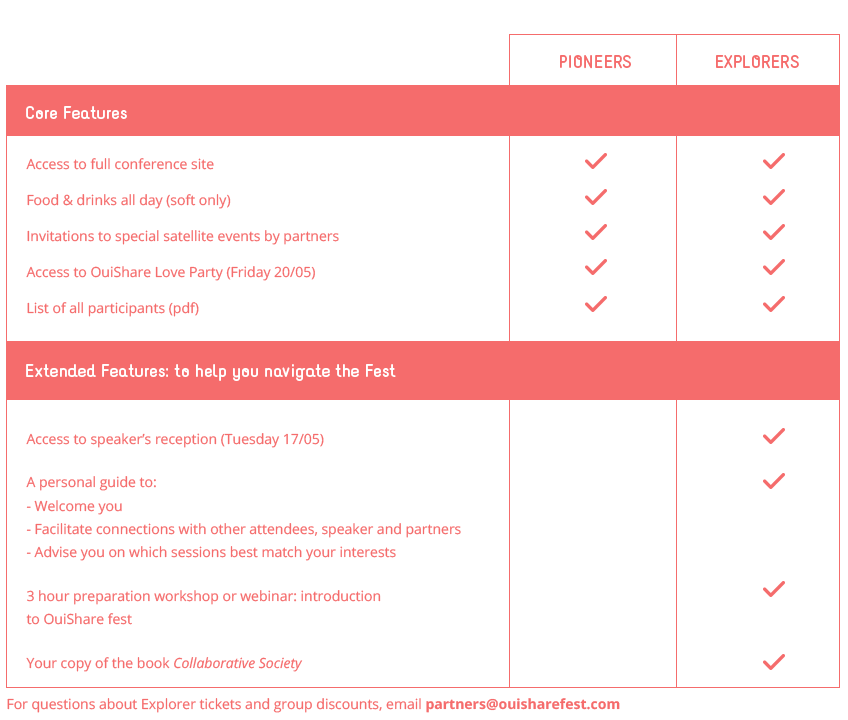 PIONEERS EXPLORERS
Core Features
Access to full conference site
Food & drinks all day (soft only)
Invitations to special satellite events by partners
Access to OuiShare Love Party (Friday 20/05)
List of all participants (pdf)
Extended Features: to help you navigate the Fest
Access to speaker's reception (Tuesday 17/05)
A personal guide to:
- Welcome you
- Facilitate connections with other attendees, speaker and partners
- Advise you on which sessions best match your interests
3 hour preparation workshop or webinar: introduction
to OuiShare fest
Your copy of the book Collaborative Society
For questions about Explorer tickets and group discounts, email partners@ouisharefest.com